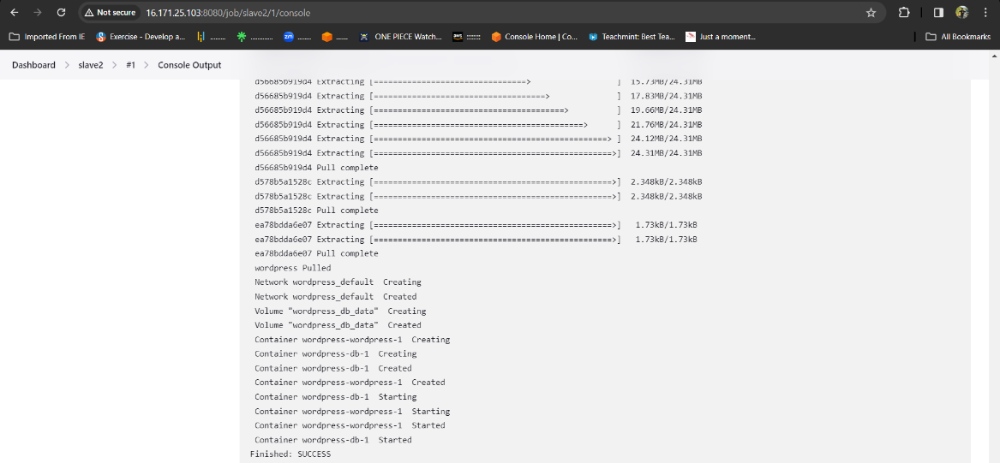 Not secure 16.171.25.103:8080/job/slave2/1/console
Imported From IE Exercise - Develop a... ......... ............. zm ...... ONE PIECE Watch... aws ::::::: Console Home | Co... Teachmint: Best Tea... Just a moment... All Bookmarks
Dashboard > slave2 > #1 > Console Output
d56685b919d4 Extracting [================================>                  ]  15.73MB/24.31MB
d56685b919d4 Extracting [====================================>              ]  17.83MB/24.31MB
d56685b919d4 Extracting [========================================>          ]  19.66MB/24.31MB
d56685b919d4 Extracting [============================================>      ]  21.76MB/24.31MB
d56685b919d4 Extracting [=================================================> ]  24.12MB/24.31MB
d56685b919d4 Extracting [==================================================>]  24.31MB/24.31MB
d56685b919d4 Pull complete
d578b5a1528c Extracting [==================================================>]  2.348kB/2.348kB
d578b5a1528c Extracting [==================================================>]  2.348kB/2.348kB
d578b5a1528c Pull complete
ea78bdda6e07 Extracting [==================================================>]   1.73kB/1.73kB
ea78bdda6e07 Extracting [==================================================>]   1.73kB/1.73kB
ea78bdda6e07 Pull complete
wordpress Pulled
Network wordpress_default  Creating
Network wordpress_default  Created
Volume "wordpress_db_data"  Creating
Volume "wordpress_db_data"  Created
Container wordpress-wordpress-1  Creating
Container wordpress-db-1  Creating
Container wordpress-db-1  Created
Container wordpress-wordpress-1  Created
Container wordpress-db-1  Starting
Container wordpress-wordpress-1  Starting
Container wordpress-wordpress-1  Started
Container wordpress-db-1  Started
Finished: SUCCESS